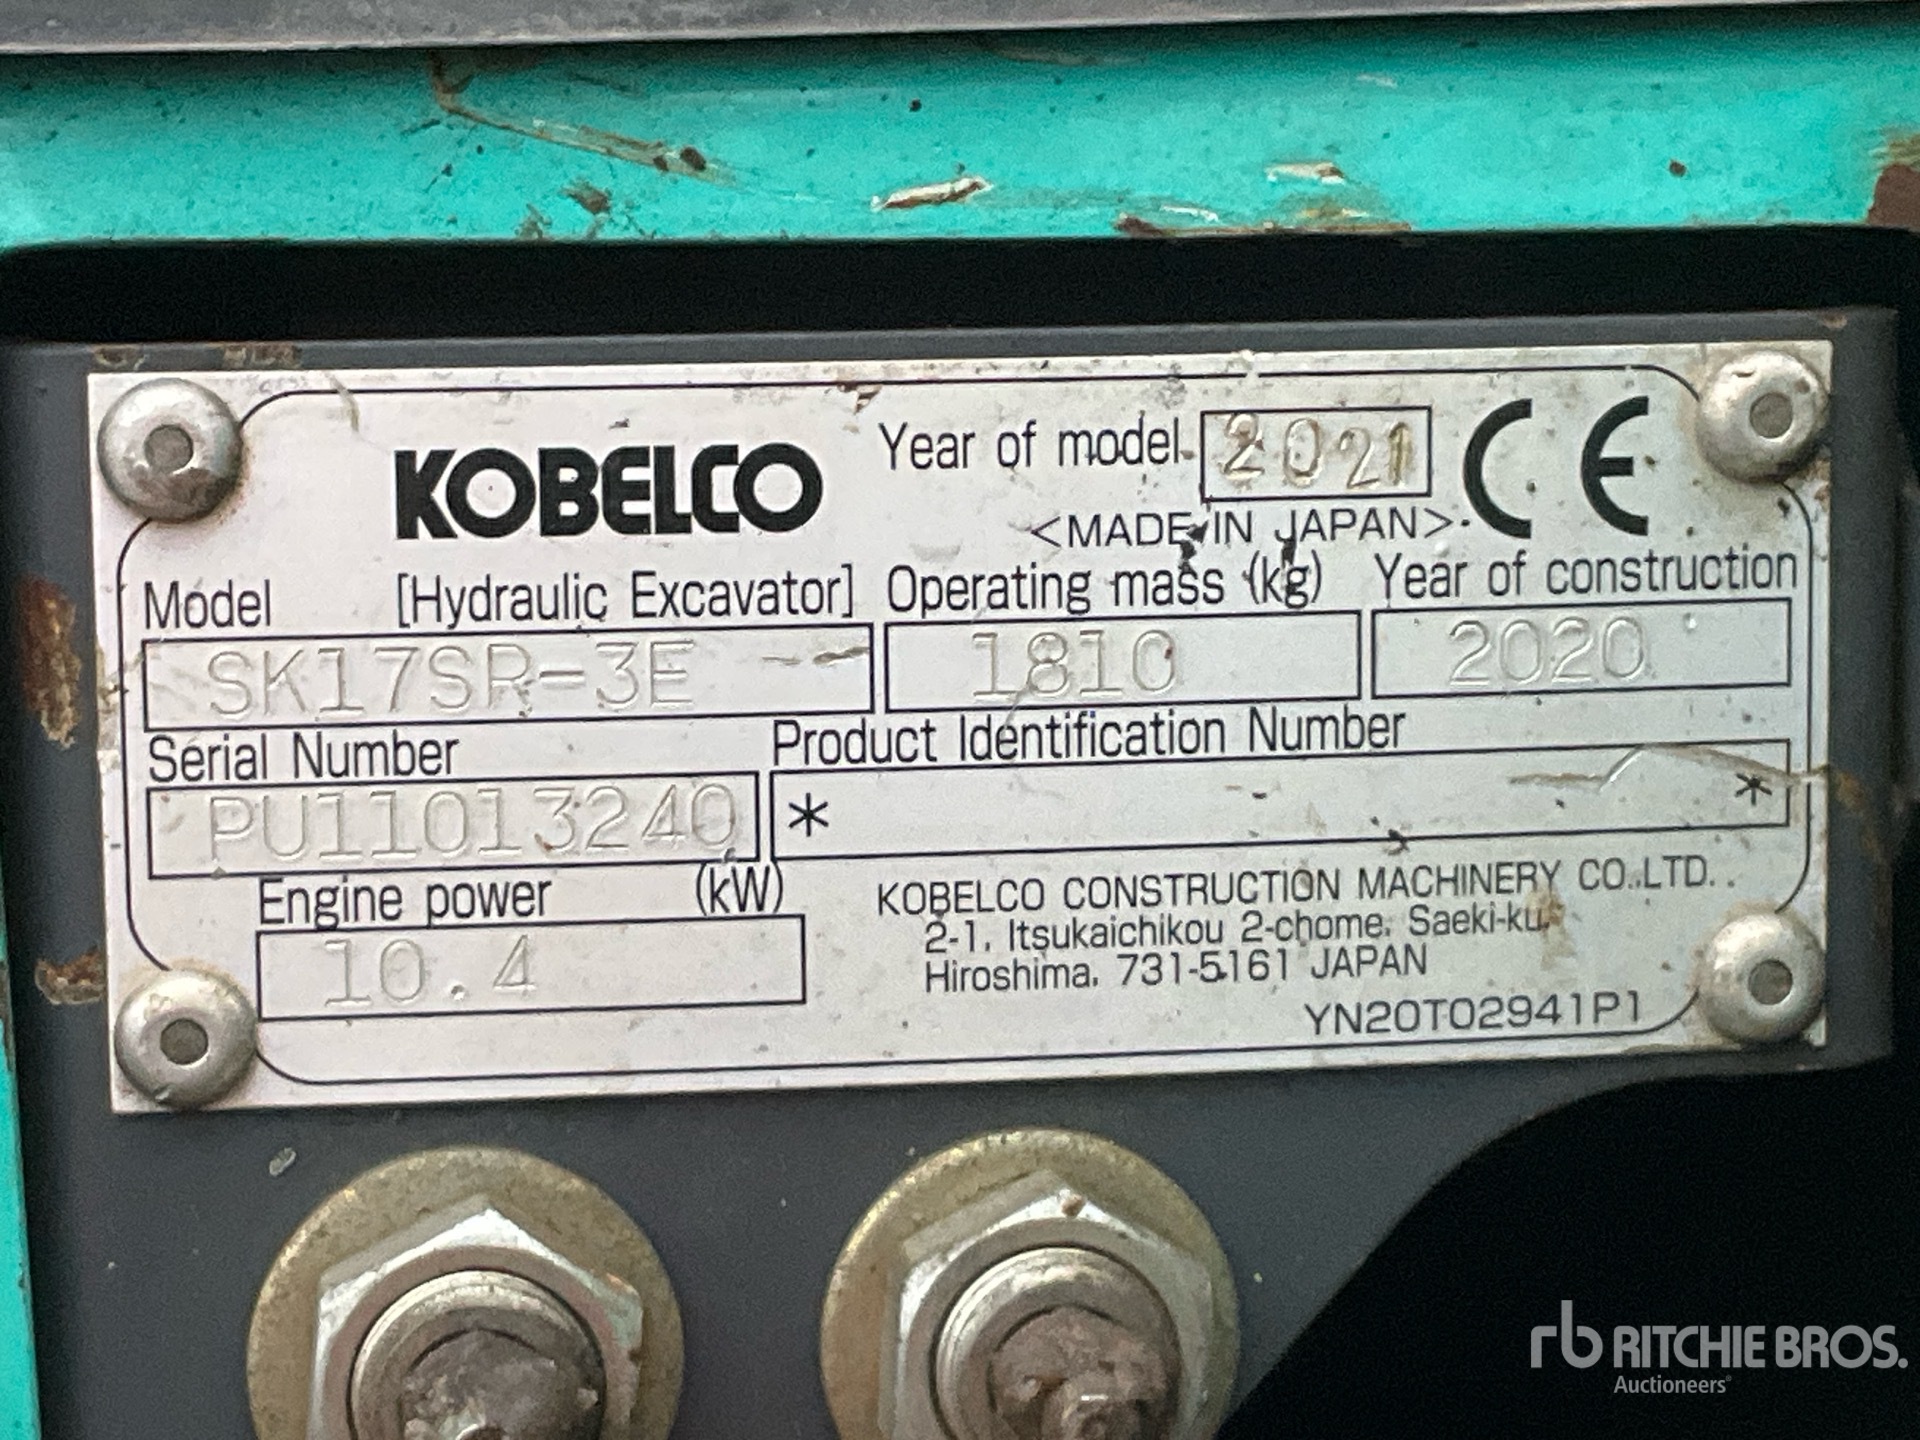 KOBELCO
Year of model 2021
<MADE IN JAPAN>
CE
Model [Hydraulic Excavator]
SK17SR-3E
Operating mass (kg)
1810
Year of construction
2020
Serial Number
PU11013240
Product Identification Number
* *
Engine power (kW)
10.4
KOBELCO CONSTRUCTION MACHINERY CO.,LTD.
2-1, Itsukaichikou 2-chome, Saeki-ku,
Hiroshima, 731-5161 JAPAN
YN20T02941P1
rb RITCHIE BROS.
Auctioneers®